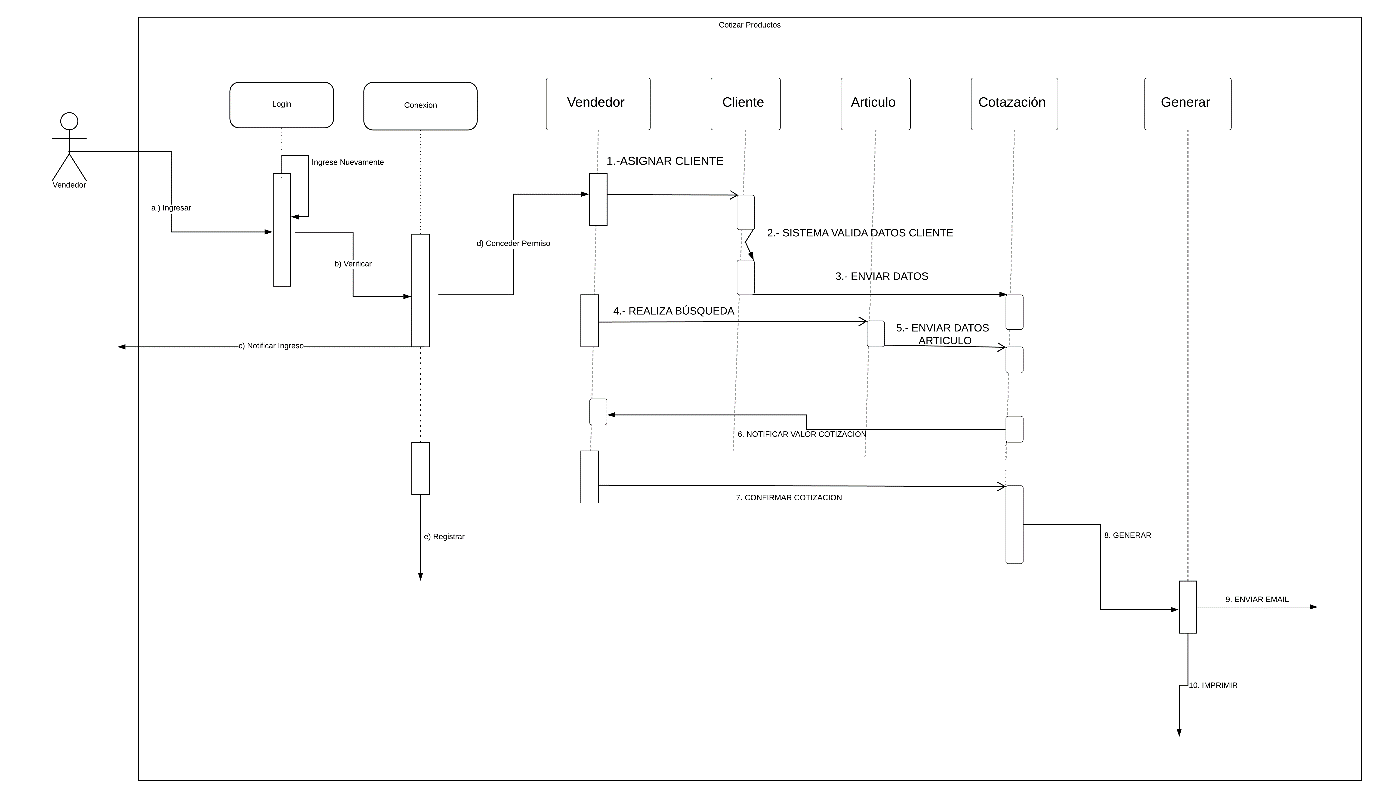 Cotizar Productos
Login
Conexion
Vendedor
Cliente
Articulo
Cotazación
Generar
Vendedor
Ingrese Nuevamente
1.-ASIGNAR CLIENTE
a ) Ingresar
2.- SISTEMA VALIDA DATOS CLIENTE
d) Conceder Permiso
b) Verificar
3.- ENVIAR DATOS
4.- REALIZA BÚSQUEDA
5.- ENVIAR DATOS
ARTICULO
c) Notificar Ingreso
6. NOTIFICAR VALOR COTIZACION
7. CONFIRMAR COTIZACION
e) Registrar
8. GENERAR
9. ENVIAR EMAIL
10. IMPRIMIR